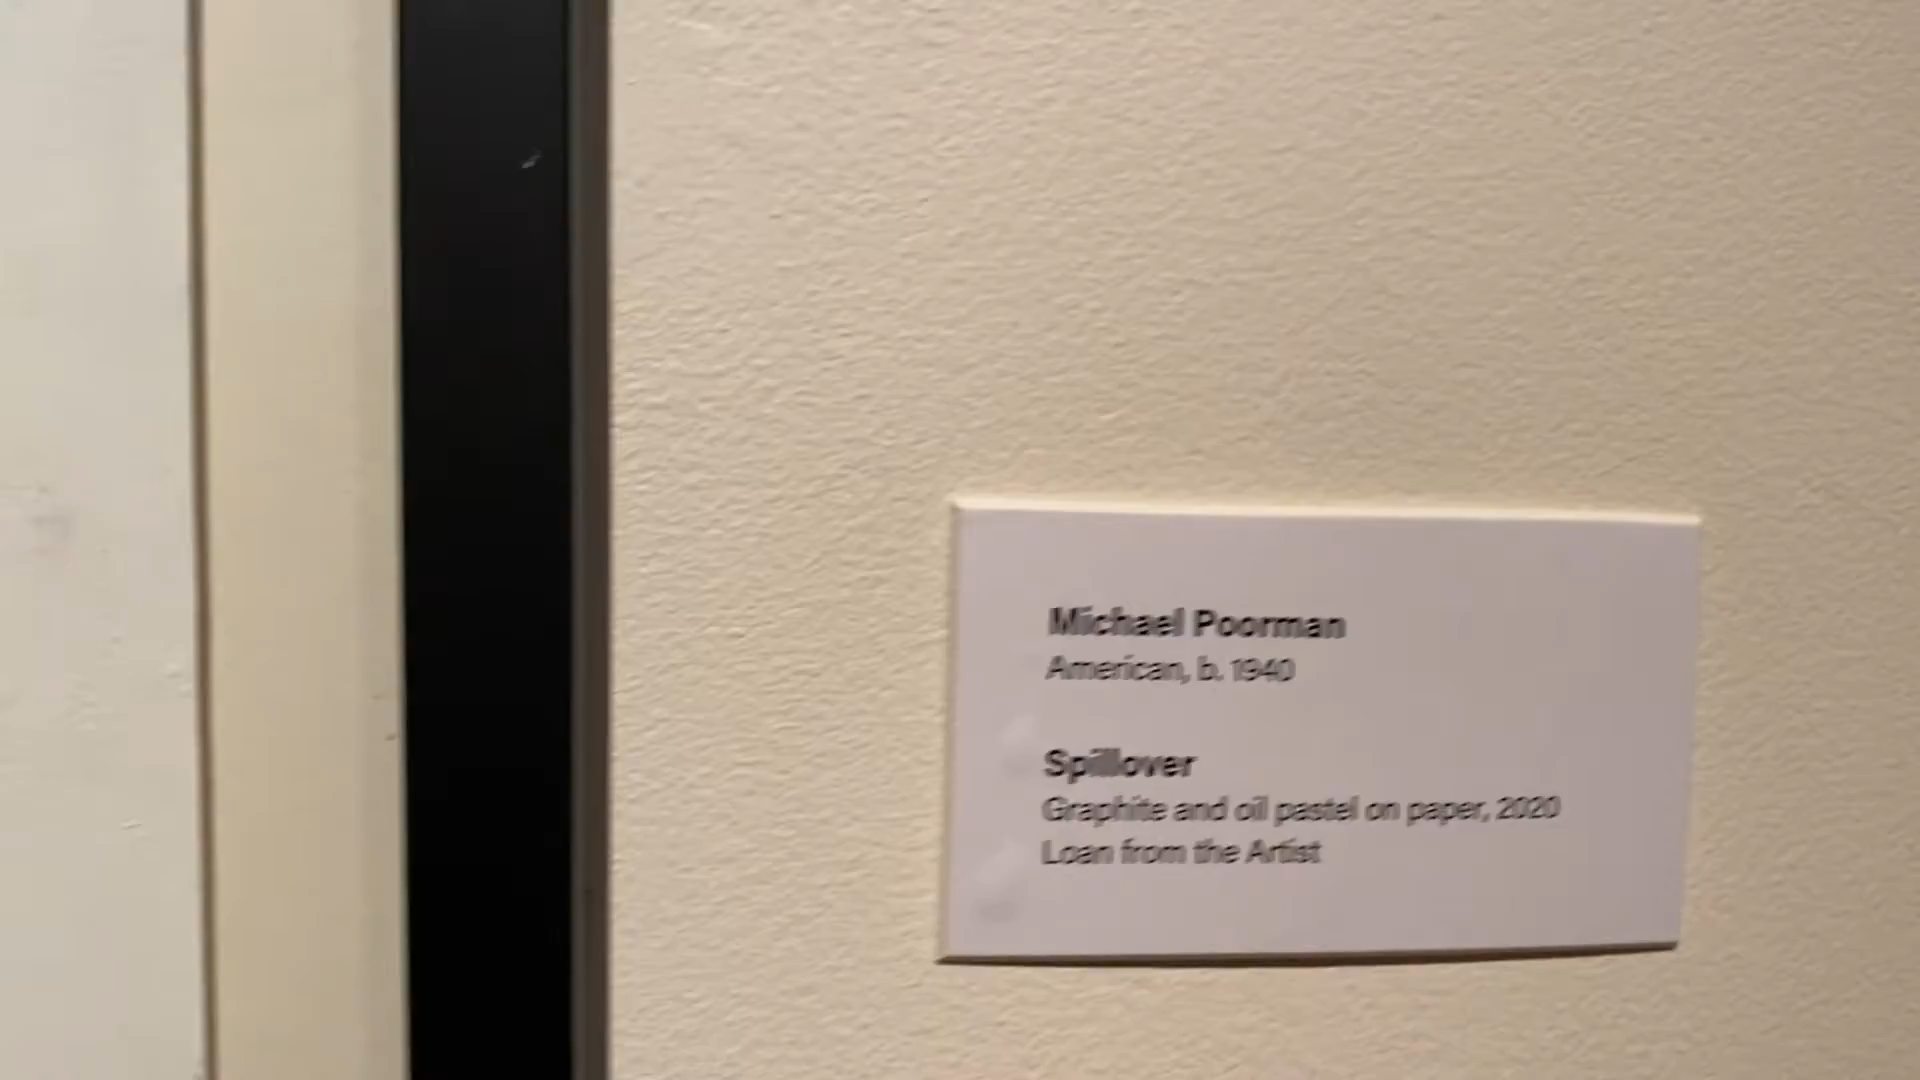 Michael Poorman
American, b. 1940
Spillover
Graphite and oil pastel on paper, 2020
Loan from the Artist